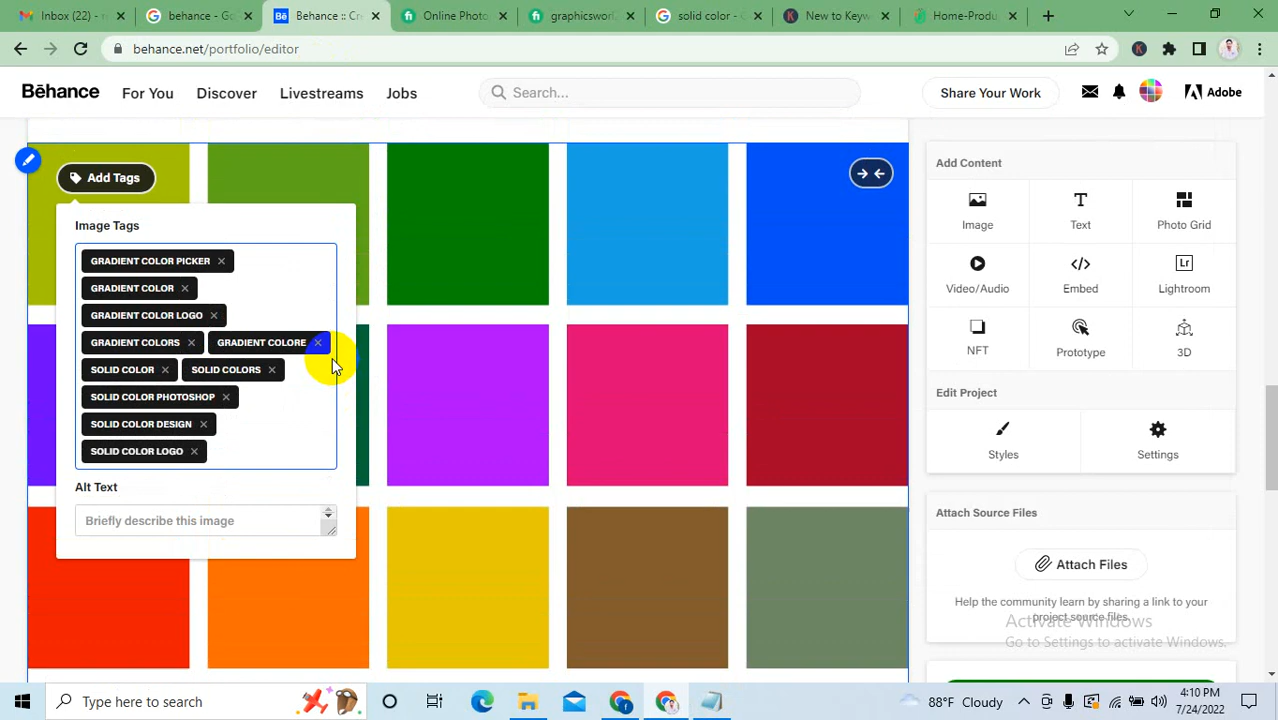 Inbox (
behance - Go
Behance :: Cre
Online Photo
graphicsworl
solid color - G
New to Keyw
Home-Produ
behance.net/portfolio/editor
Bēhance
For You
Discover
Livestreams
Jobs
Search...
Share Your Work
Adobe
Add Tags
Image Tags
GRADIENT COLOR PICKER
GRADIENT COLOR
GRADIENT COLOR LOGO
GRADIENT COLORS GRADIENT COLORE
SOLID COLOR SOLID COLORS
SOLID COLOR PHOTOSHOP
SOLID COLOR DESIGN
SOLID COLOR LOGO
Alt Text
Briefly describe this image
Add Content
Image Text Photo Grid
Lr
Video/Audio Embed Lightroom
NFT Prototype 3D
Edit Project
Styles Settings
Attach Source Files
Attach Files
Help the community learn by sharing a link to your
project source files.
Activate Windows
Go to Settings to activate Windows.
Type here to search
88°F Cloudy
4:10 PM
7/24/2022